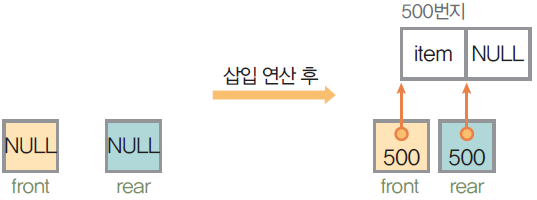 500번지
item NULL
삽입 연산 후
NULL NULL
front rear
500 500
front rear